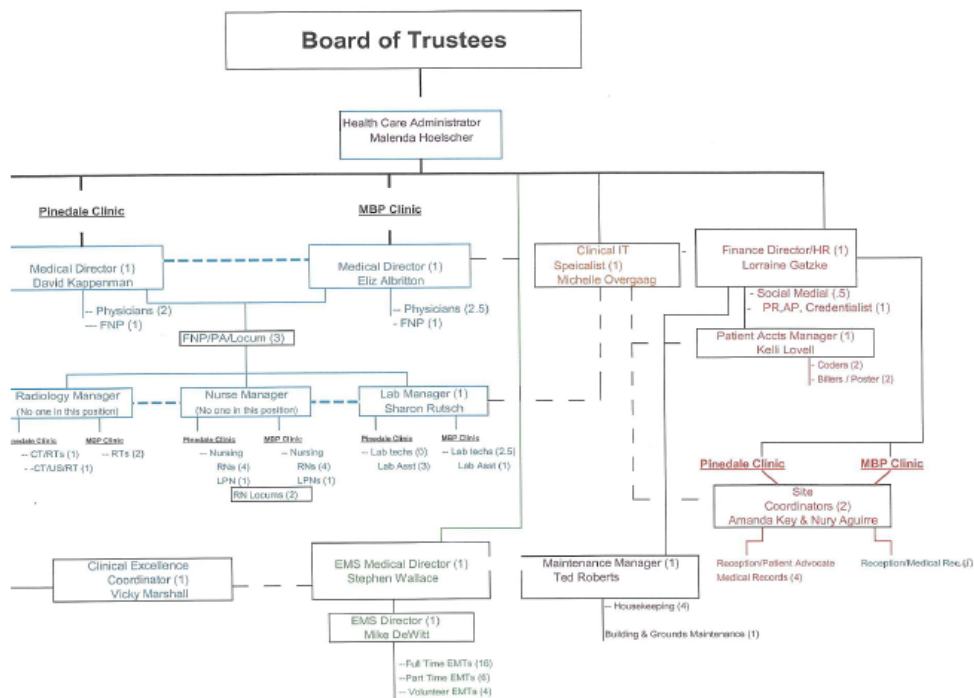 Board of Trustees
Health Care Administrator
Malenda Hoelscher
Pinedale Clinic
MBP Clinic
Medical Director (1)
David Kappenman
Medical Director (1)
Eliz Albritton
Clinical IT
Speicalist (1)
Michelle Overgaag
Finance Director/HR (1)
Lorraine Gatzke
-- Physicians (2)
--- FNP (1)
-- Physicians (2.5)
- FNP (1)
- Social Medial (.5)
- PR,AP, Credentialist (1)
FNP/PA/Locum (3)
Patient Accts Manager (1)
Kelli Lovell
- Coders (2)
- Billers / Poster (2)
Radiology Manager
(No one in this position)
Nurse Manager
(No one in this position)
Lab Manager (1)
Sharon Rutsch
Pinedale Clinic
MBP Clinic
-- CT/RTs (1)
-- RTs (2)
--CT/US/RT (1)
Pinedale Clinic
MBP Clinic
-- Nursing
-- Nursing
RNs (4)
RNs (4)
LPN (1)
LPNs (1)
RN Locums (2)
Pinedale Clinic
MBP Clinic
-- Lab techs (0)
-- Lab techs (2.5)
Lab Asst (3)
Lab Asst (1)
Pinedale Clinic
MBP Clinic
Site
Coordinators (2)
Amanda Key & Nury Aguirre
Reception/Patient Advocate
Medical Records (4)
Reception/Medical Rec.
Clinical Excellence
Coordinator (1)
Vicky Marshall
EMS Medical Director (1)
Stephen Wallace
Maintenance Manager (1)
Ted Roberts
-- Housekeeping (4)
Building & Grounds Maintenance (1)
EMS Director (1)
Mike DeWitt
--Full Time EMTs (16)
--Part Time EMTs (6)
-- Volunteer EMTs (4)